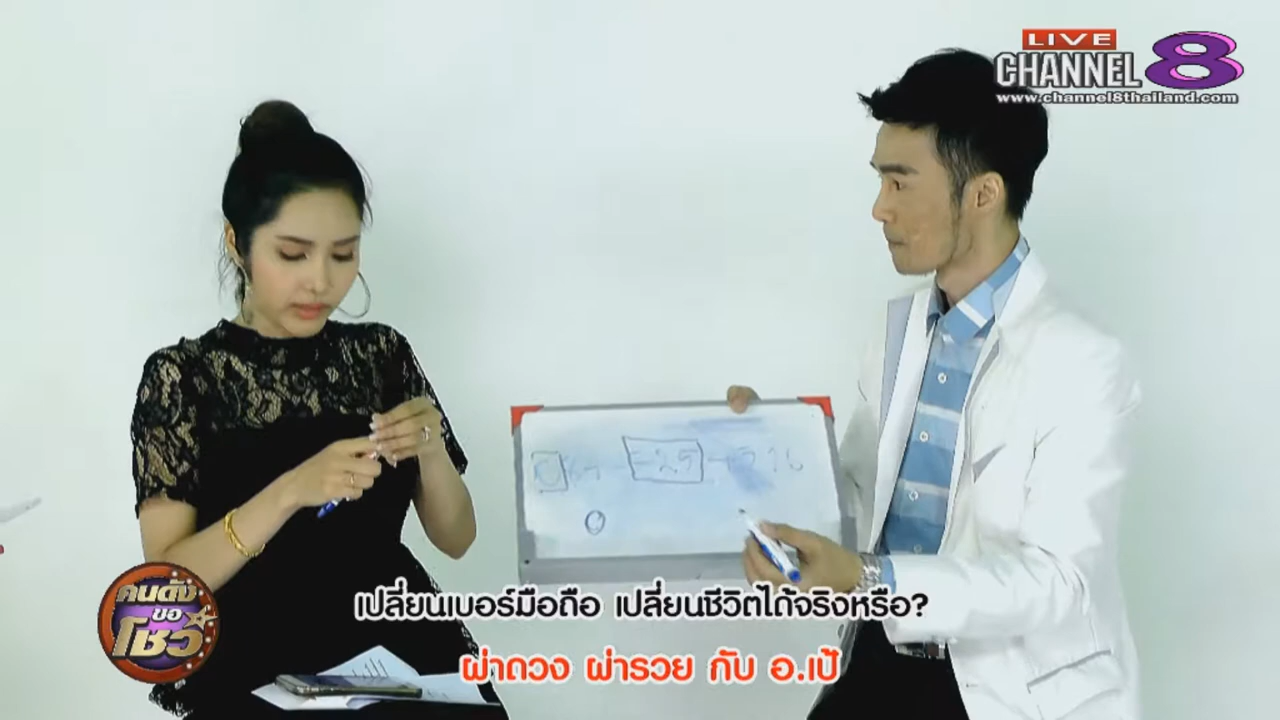 LIVE
CHANNEL 8
www.channel8thailand.com
คนดัง
ขอ
โชว์
เปลี่ยนเบอร์มือถือ เปลี่ยนชีวิตได้จริงหรือ?
ผ่าดวง ผ่ารวย กับ อ.เป้